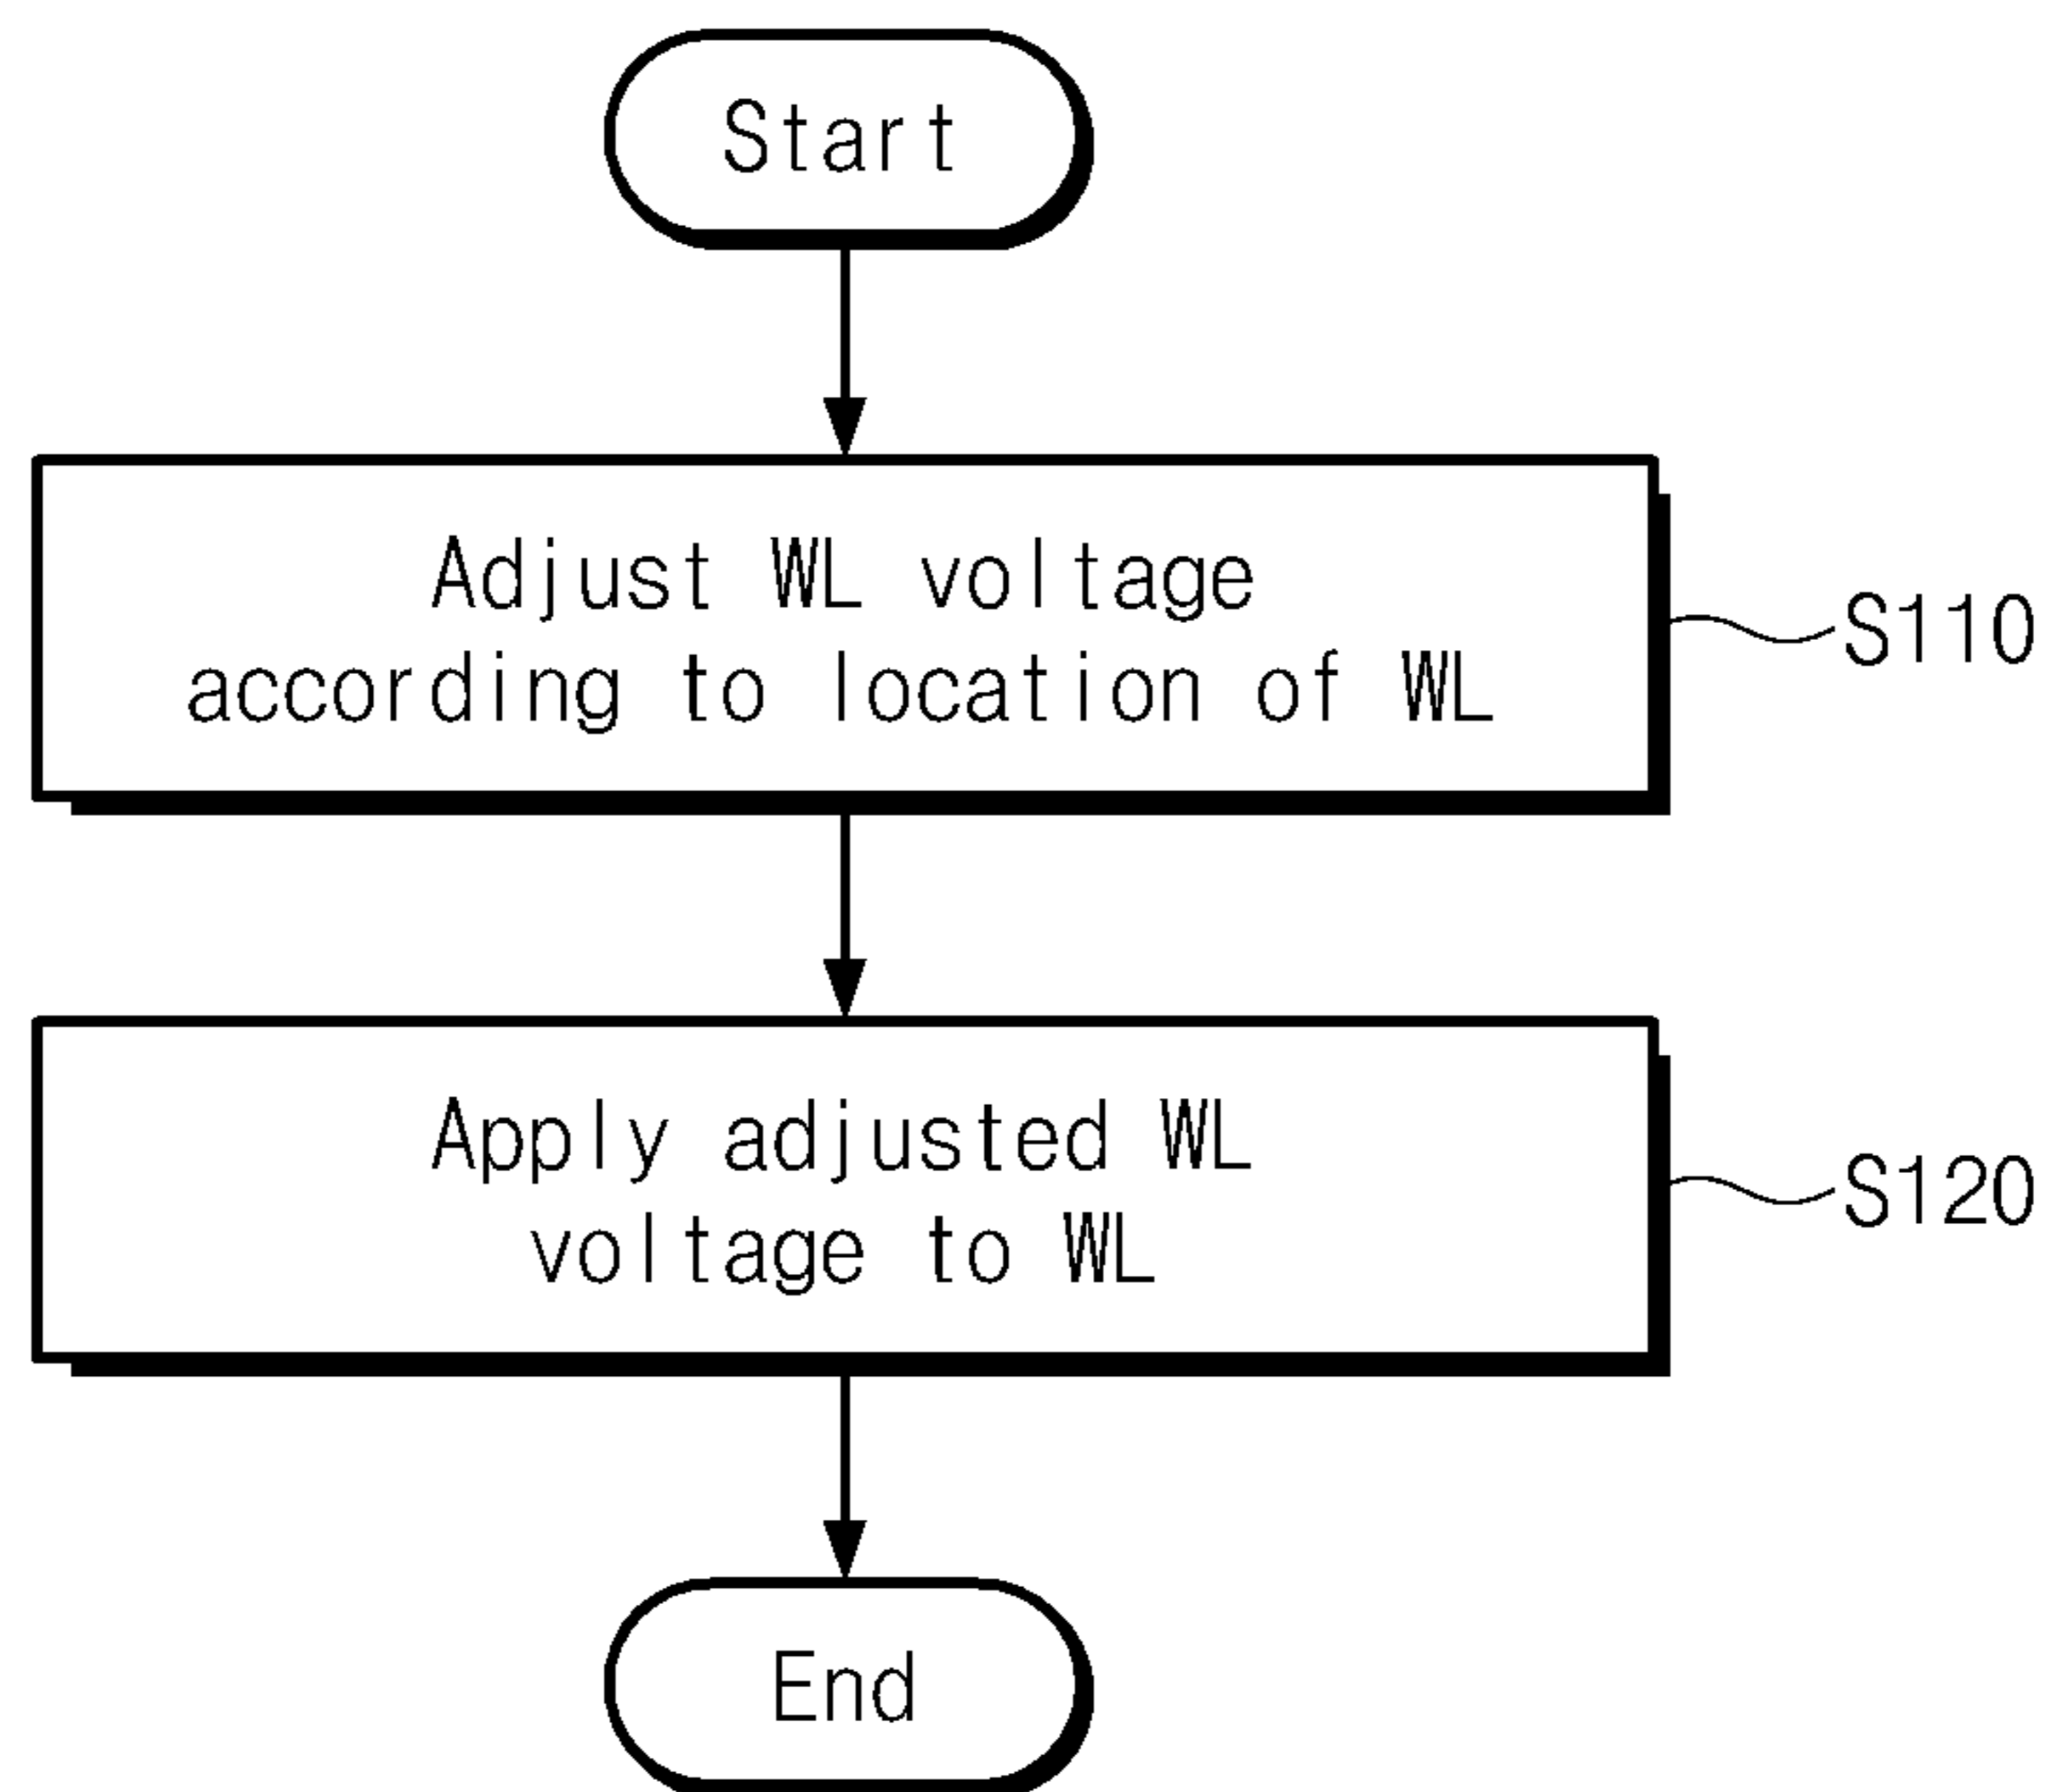 Start
Adjust WL voltage
according to location of WL
S110
Apply adjusted WL
voltage to WL
S120
End